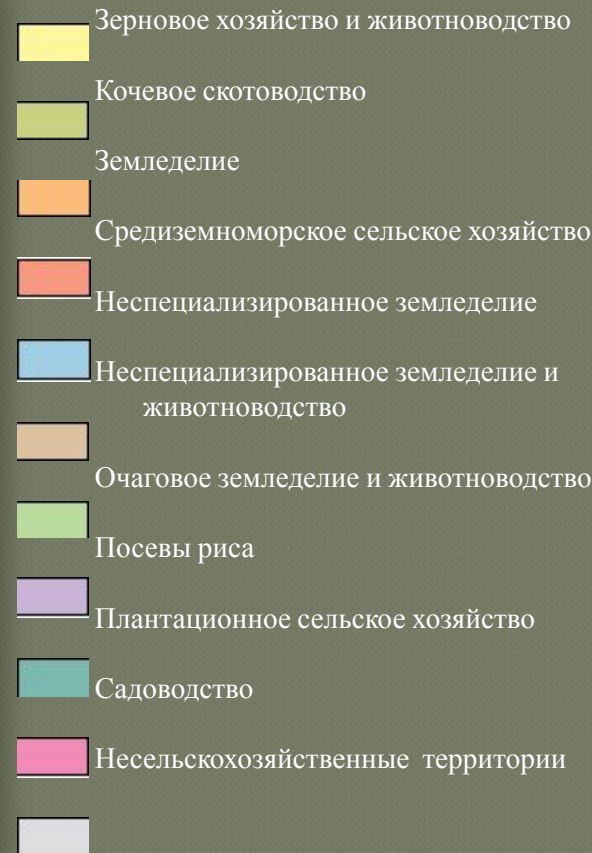 Зерновое хозяйство и животноводство
Кочевое скотоводство
Земледелие
Средиземноморское сельское хозяйство
Неспециализированное земледелие
Неспециализированное земледелие и
животноводство
Очаговое земледелие и животноводство
Посевы риса
Плантационное сельское хозяйство
Садоводство
Несельскохозяйственные территории